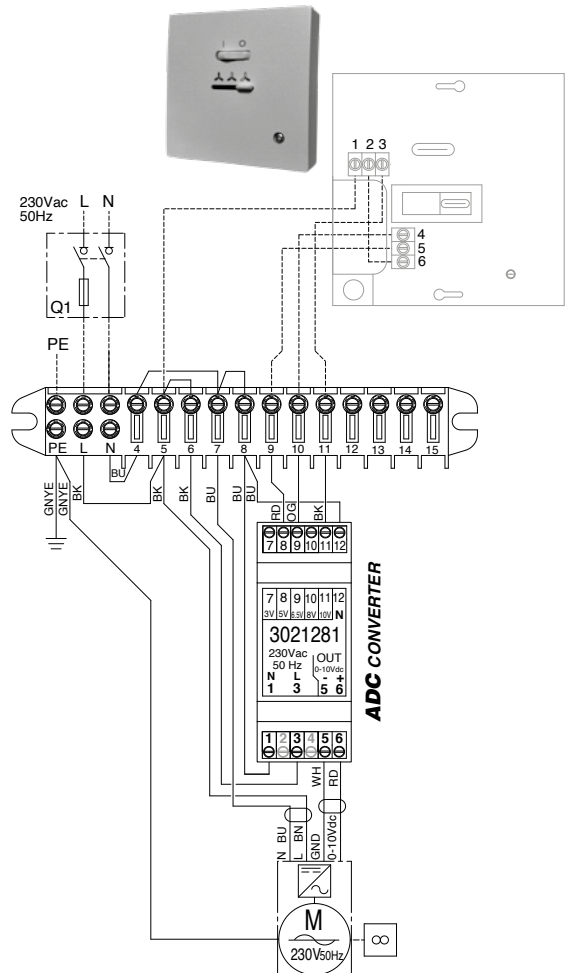 I O
1 2 3
4
5
6
230Vac L N
50Hz
Q1
PE
PE L N 4 5 6 7 8 9 10 11 12 13 14 15
GNYE
GNYE
BK
BU
BK
BK
BU
BU
BU
RD
OG
BK
7 8 9 10 11 12
7 8 9 10 11 12
3V 5V 6.5V 8V 10V N
3021281
230Vac OUT
50 Hz 0-10Vdc
N L - +
1 3 5 6
ADC CONVERTER
1 2 3 4 5 6
WH
RD
N BU
L BN
GND
0-10Vdc
M
230V50Hz
8